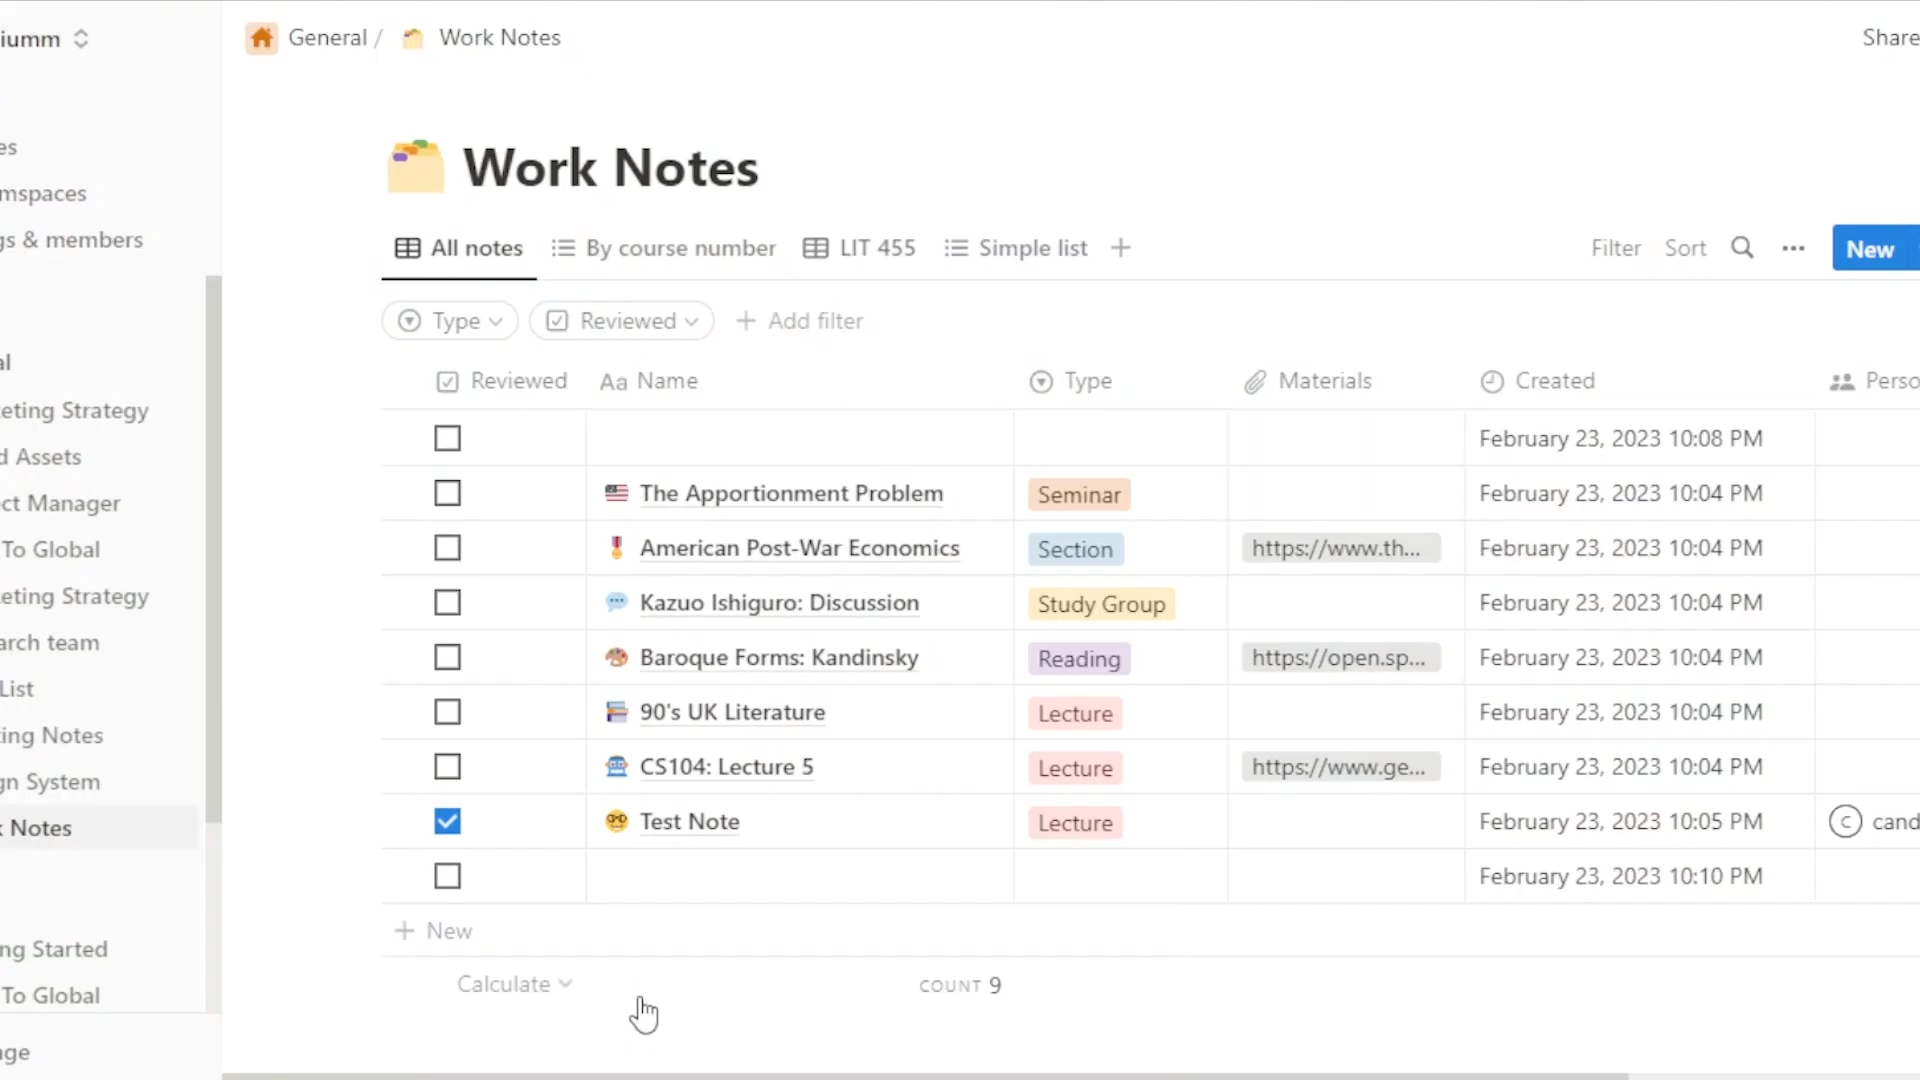 iumm
General / Work Notes
Share
es
mspaces
gs & members
al
eting Strategy
d Assets
ct Manager
To Global
eting Strategy
arch team
List
ing Notes
gn System
k Notes
ng Started
To Global
age
Work Notes
All notes By course number LIT 455 Simple list +
Filter Sort ... New
Type Reviewed + Add filter
Reviewed Aa Name Type Materials Created Perso
February 23, 2023 10:08 PM
The Apportionment Problem Seminar February 23, 2023 10:04 PM
American Post-War Economics Section https://www.th... February 23, 2023 10:04 PM
Kazuo Ishiguro: Discussion Study Group February 23, 2023 10:04 PM
Baroque Forms: Kandinsky Reading https://open.sp... February 23, 2023 10:04 PM
90's UK Literature Lecture February 23, 2023 10:04 PM
CS104: Lecture 5 Lecture https://www.ge... February 23, 2023 10:04 PM
Test Note Lecture February 23, 2023 10:05 PM C cand
February 23, 2023 10:10 PM
+ New
Calculate COUNT 9